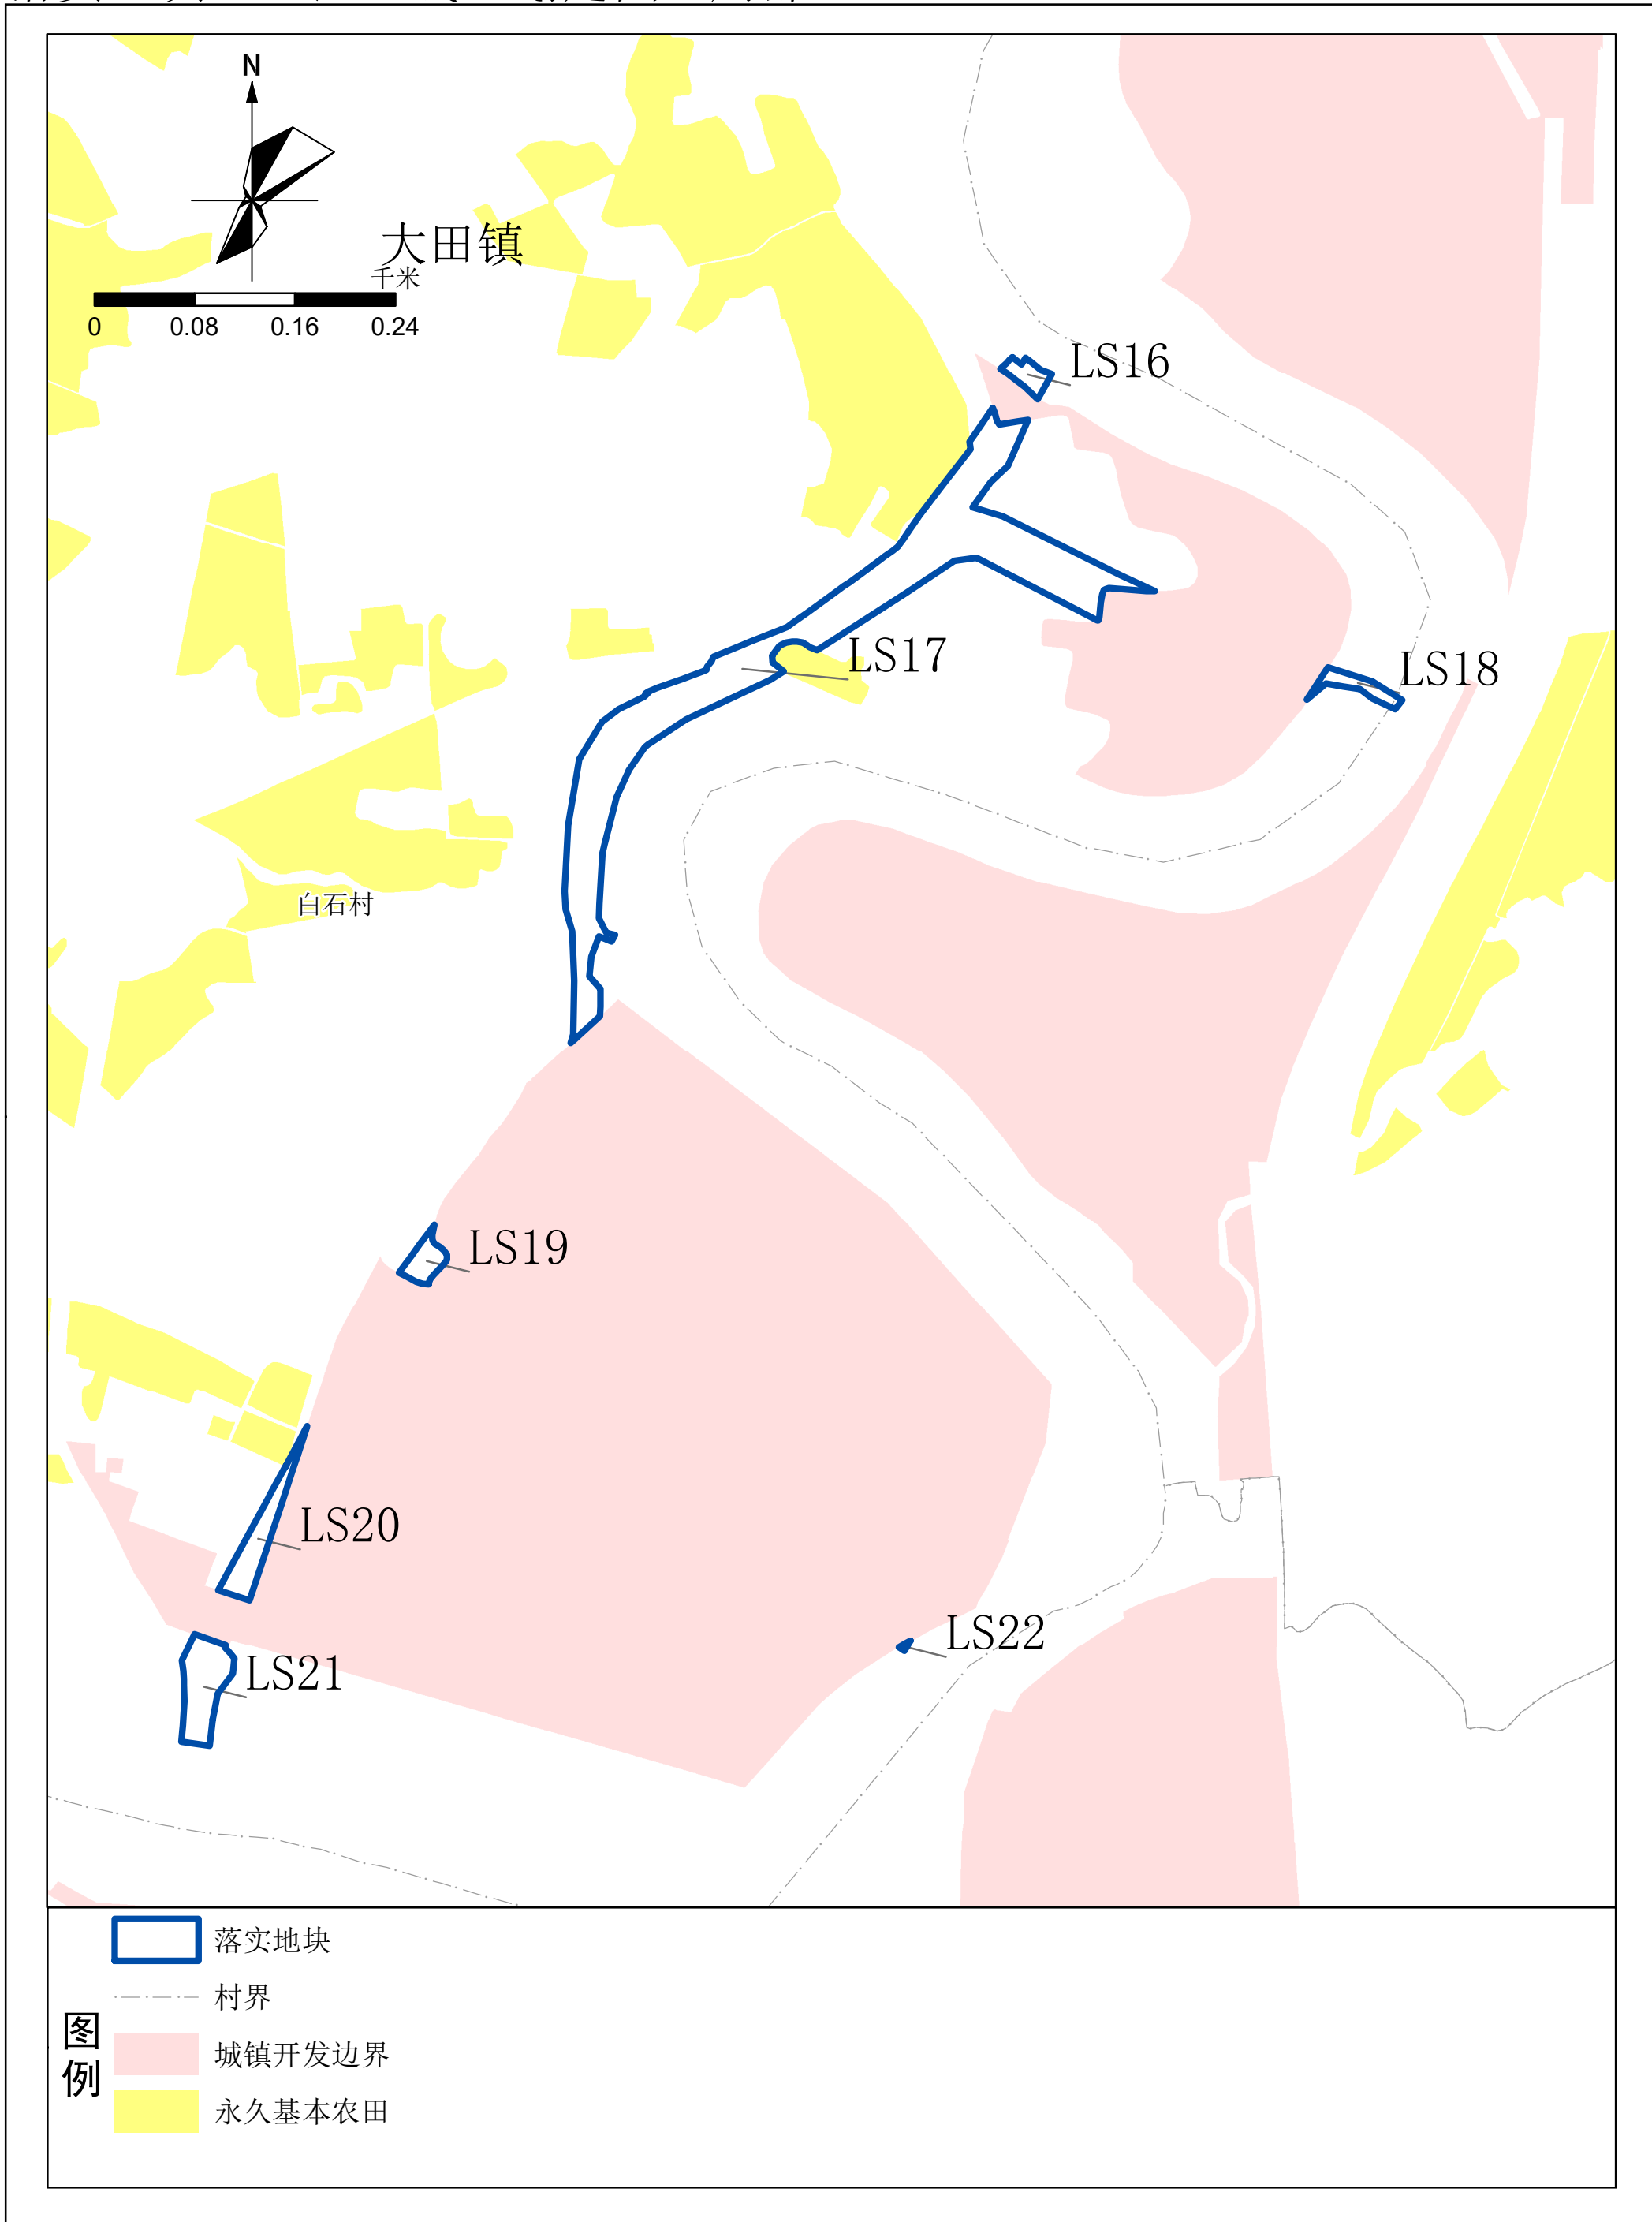 N
大田镇
千米
0 0.08 0.16 0.24
LS16
LS17
LS18
白石村
LS19
LS20
LS22
LS21
图例
落实地块
村界
城镇开发边界
永久基本农田